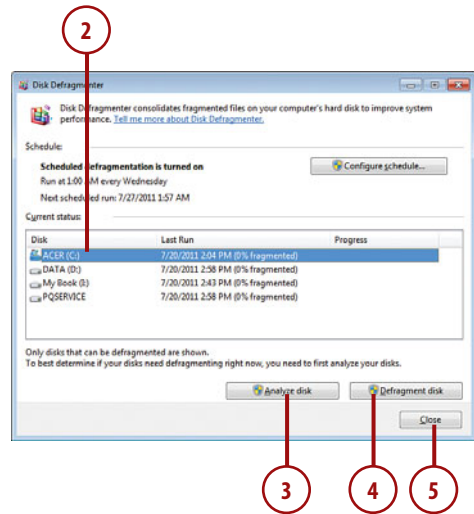 2
Disk Defragmenter
Disk Defragmenter consolidates fragmented files on your computer's hard disk to improve system
performance. Tell me more about Disk Defragmenter.
Schedule:
Scheduled defragmentation is turned on
Configure schedule...
Run at 1:00 AM every Wednesday
Next scheduled run: 7/27/2011 1:57 AM
Current status:
Disk Last Run Progress
ACER (C:) 7/20/2011 2:04 PM (0% fragmented)
DATA (D:) 7/20/2011 2:58 PM (0% fragmented)
My Book (I:) 7/20/2011 2:43 PM (0% fragmented)
PQSERVICE 7/20/2011 2:58 PM (0% fragmented)
Only disks that can be defragmented are shown.
To best determine if your disks need defragmenting right now, you need to first analyze your disks.
Analyze disk Defragment disk
Close
3 4 5